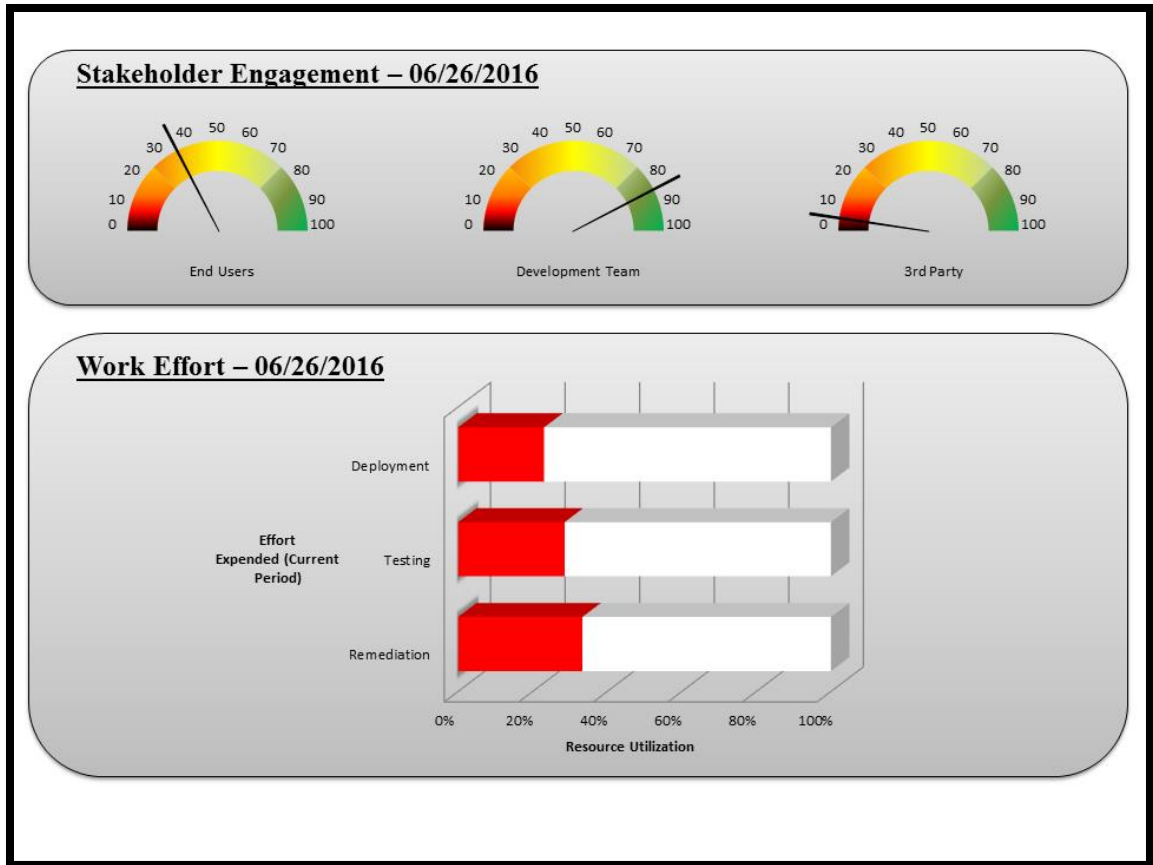 Stakeholder Engagement – 06/26/2016
0 10 20 30 40 50 60 70 80 90 100
End Users
0 10 20 30 40 50 60 70 80 90 100
Development Team
0 10 20 30 40 50 60 70 80 90 100
3rd Party
Work Effort – 06/26/2016
Effort
Expended (Current
Period)
Deployment
Testing
Remediation
0% 20% 40% 60% 80% 100%
Resource Utilization